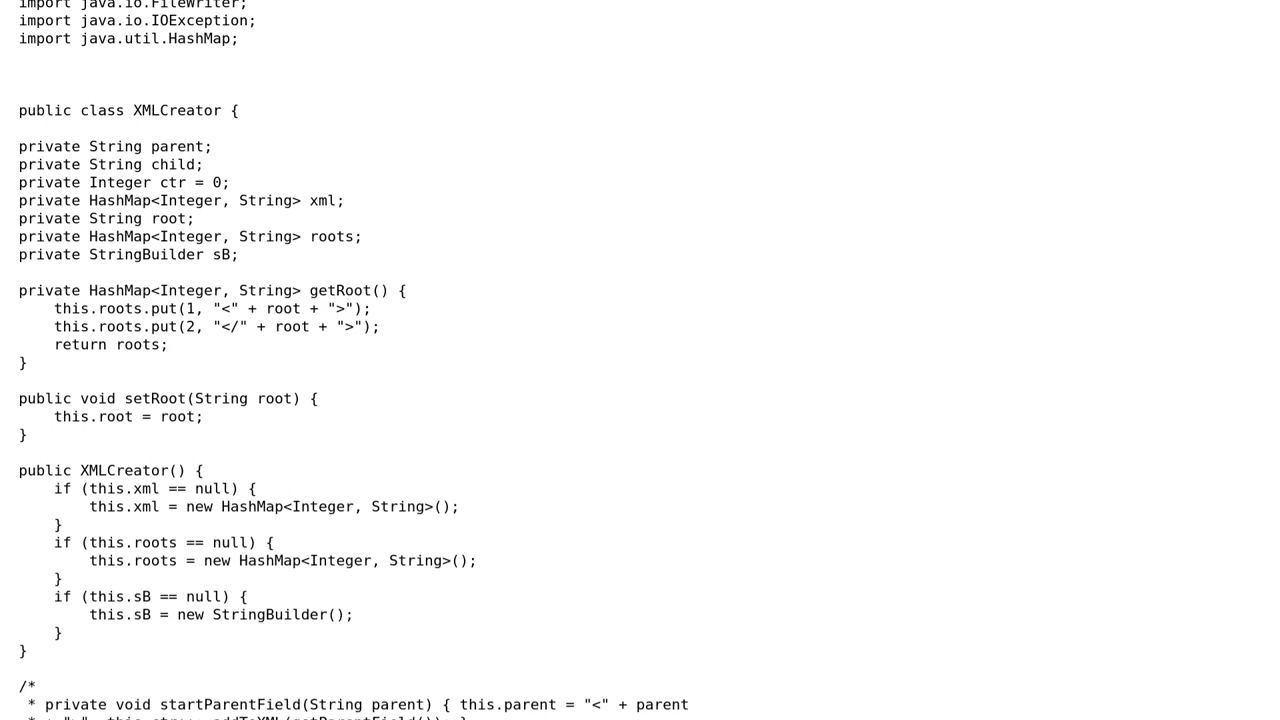 import java.io.FileWriter;
import java.io.IOException;
import java.util.HashMap;
public class XMLCreator {
private String parent;
private String child;
private Integer ctr = 0;
private HashMap<Integer, String> xml;
private String root;
private HashMap<Integer, String> roots;
private StringBuilder sB;
private HashMap<Integer, String> getRoot() {
    this.roots.put(1, "<" + root + ">");
    this.roots.put(2, "</" + root + ">");
    return roots;
}
public void setRoot(String root) {
    this.root = root;
}
public XMLCreator() {
    if (this.xml == null) {
        this.xml = new HashMap<Integer, String>();
    }
    if (this.roots == null) {
        this.roots = new HashMap<Integer, String>();
    }
    if (this.sB == null) {
        this.sB = new StringBuilder();
    }
}
/*
 * private void startParentField(String parent) { this.parent = "<" + parent